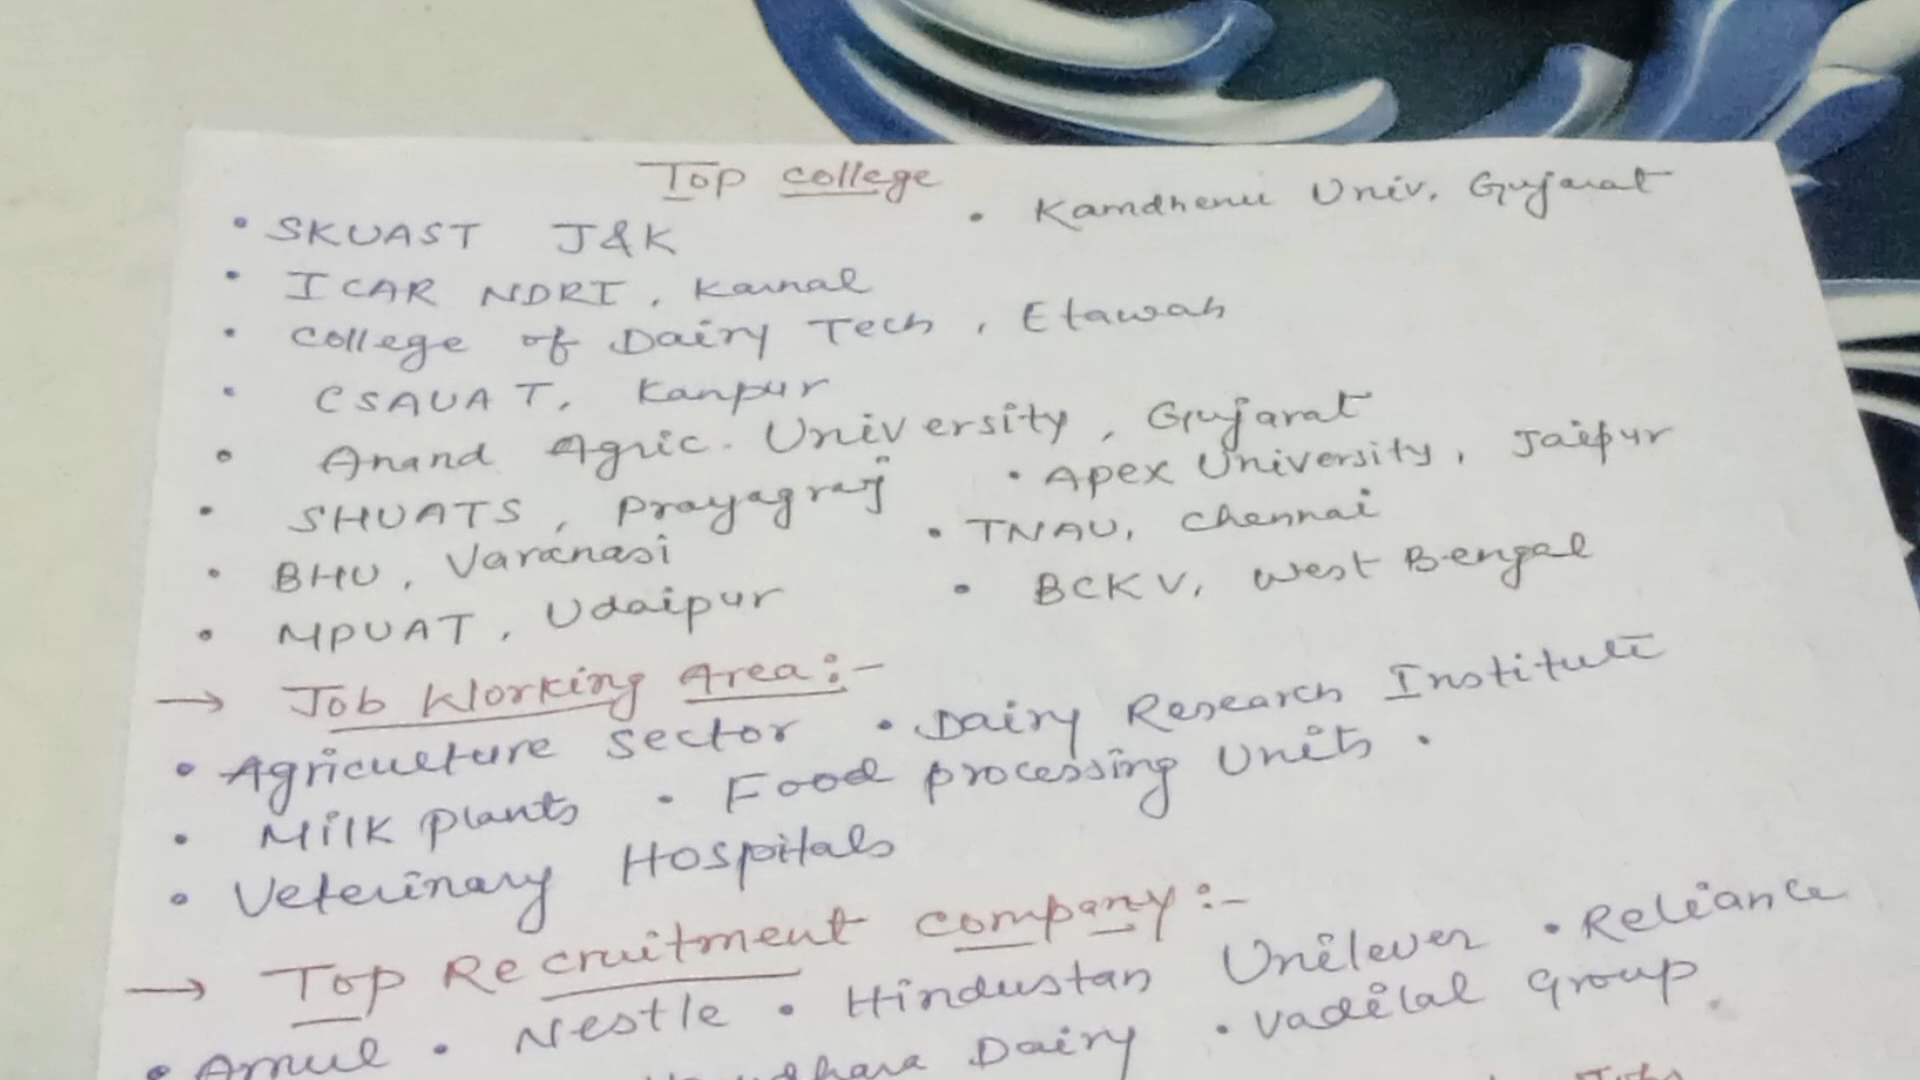 Top college
• Kamdhenu Univ. Gujarat
• SKUAST J&K
• ICAR NDRI, Karnal
• College of Dairy Tech, Etawah
• CSAUAT, Kanpur
• Anand Agric. University, Gujarat
• SHUATS, Prayagraj • Apex University, Jaipur
• BHU, Varanasi • TNAU, Chennai
• MPUAT, Udaipur • BCKV, West Bengal
→ Job Working Area:-
• Agriculture Sector • Dairy Research Institute
• Milk plants • Food processing Units •
• Veterinary Hospitals
→ Top Recruitment company:-
• Amul • Nestle • Hindustan Unilever • Reliance
Dairy • Vadilal Group